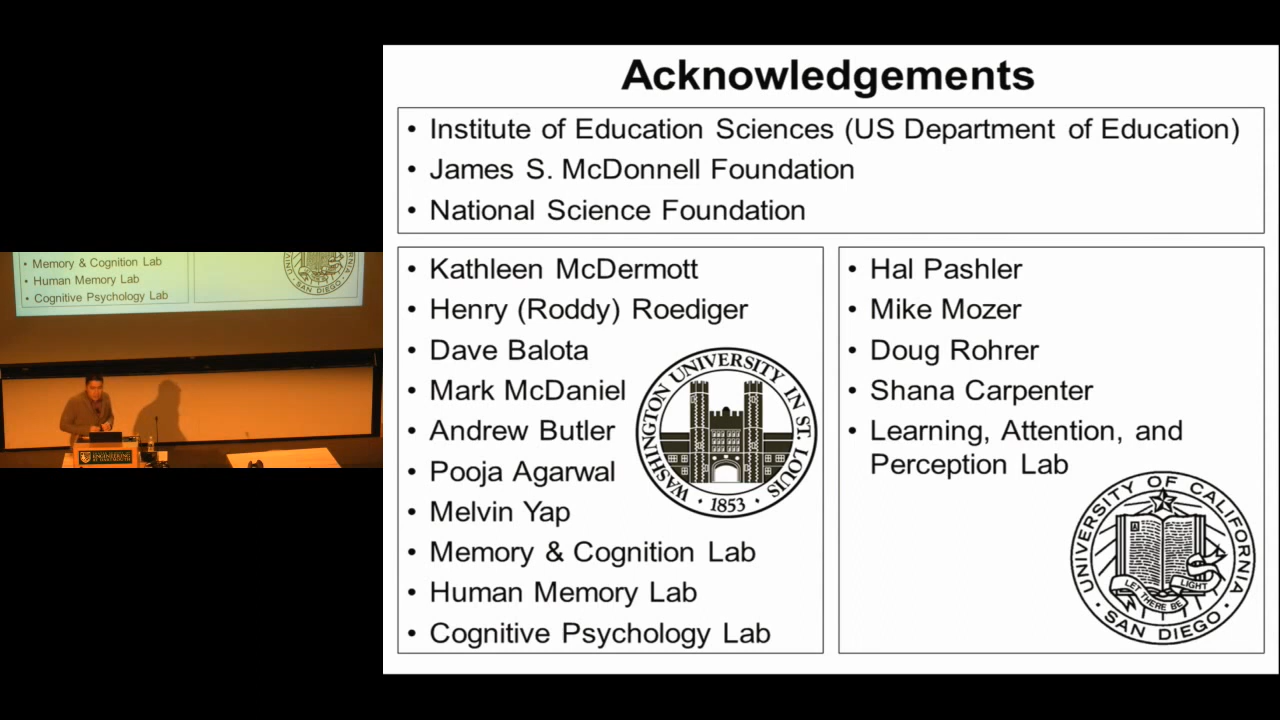 Acknowledgements
• Institute of Education Sciences (US Department of Education)
• James S. McDonnell Foundation
• National Science Foundation
• Kathleen McDermott
• Henry (Roddy) Roediger
• Dave Balota
• Mark McDaniel
• Andrew Butler
• Pooja Agarwal
• Melvin Yap
• Memory & Cognition Lab
• Human Memory Lab
• Cognitive Psychology Lab
WASHINGTON UNIVERSITY IN ST. LOUIS
• 1853 •
• Hal Pashler
• Mike Mozer
• Doug Rohrer
• Shana Carpenter
• Learning, Attention, and
Perception Lab
UNIVERSITY OF CALIFORNIA
LET THERE BE LIGHT
• SAN DIEGO •
• Memory & Cognition Lab
• Human Memory Lab
• Cognitive Psychology Lab
SAN DIEGO
ENGINEERING